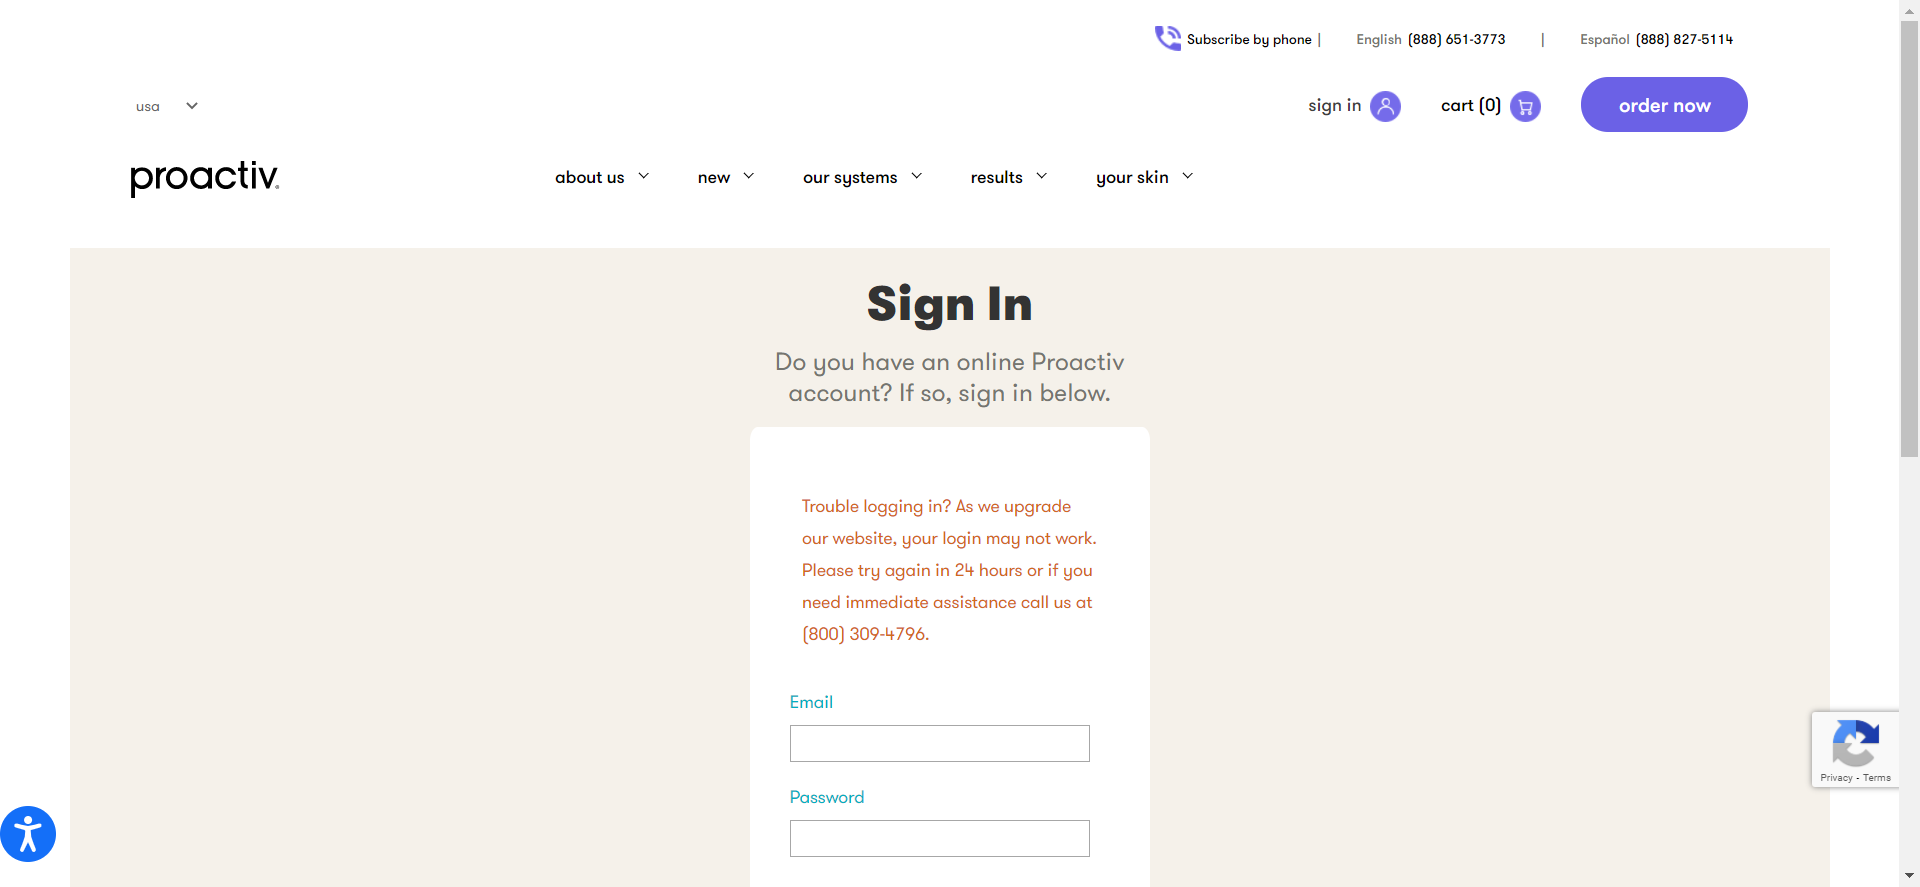 Subscribe by phone | English (888) 651-3773 | Español (888) 827-5114
usa
sign in cart (0) order now
proactiv.
about us new our systems results your skin
Sign In
Do you have an online Proactiv
account? If so, sign in below.
Trouble logging in? As we upgrade
our website, your login may not work.
Please try again in 24 hours or if you
need immediate assistance call us at
(800) 309-4796.
Email
Password
Privacy - Terms